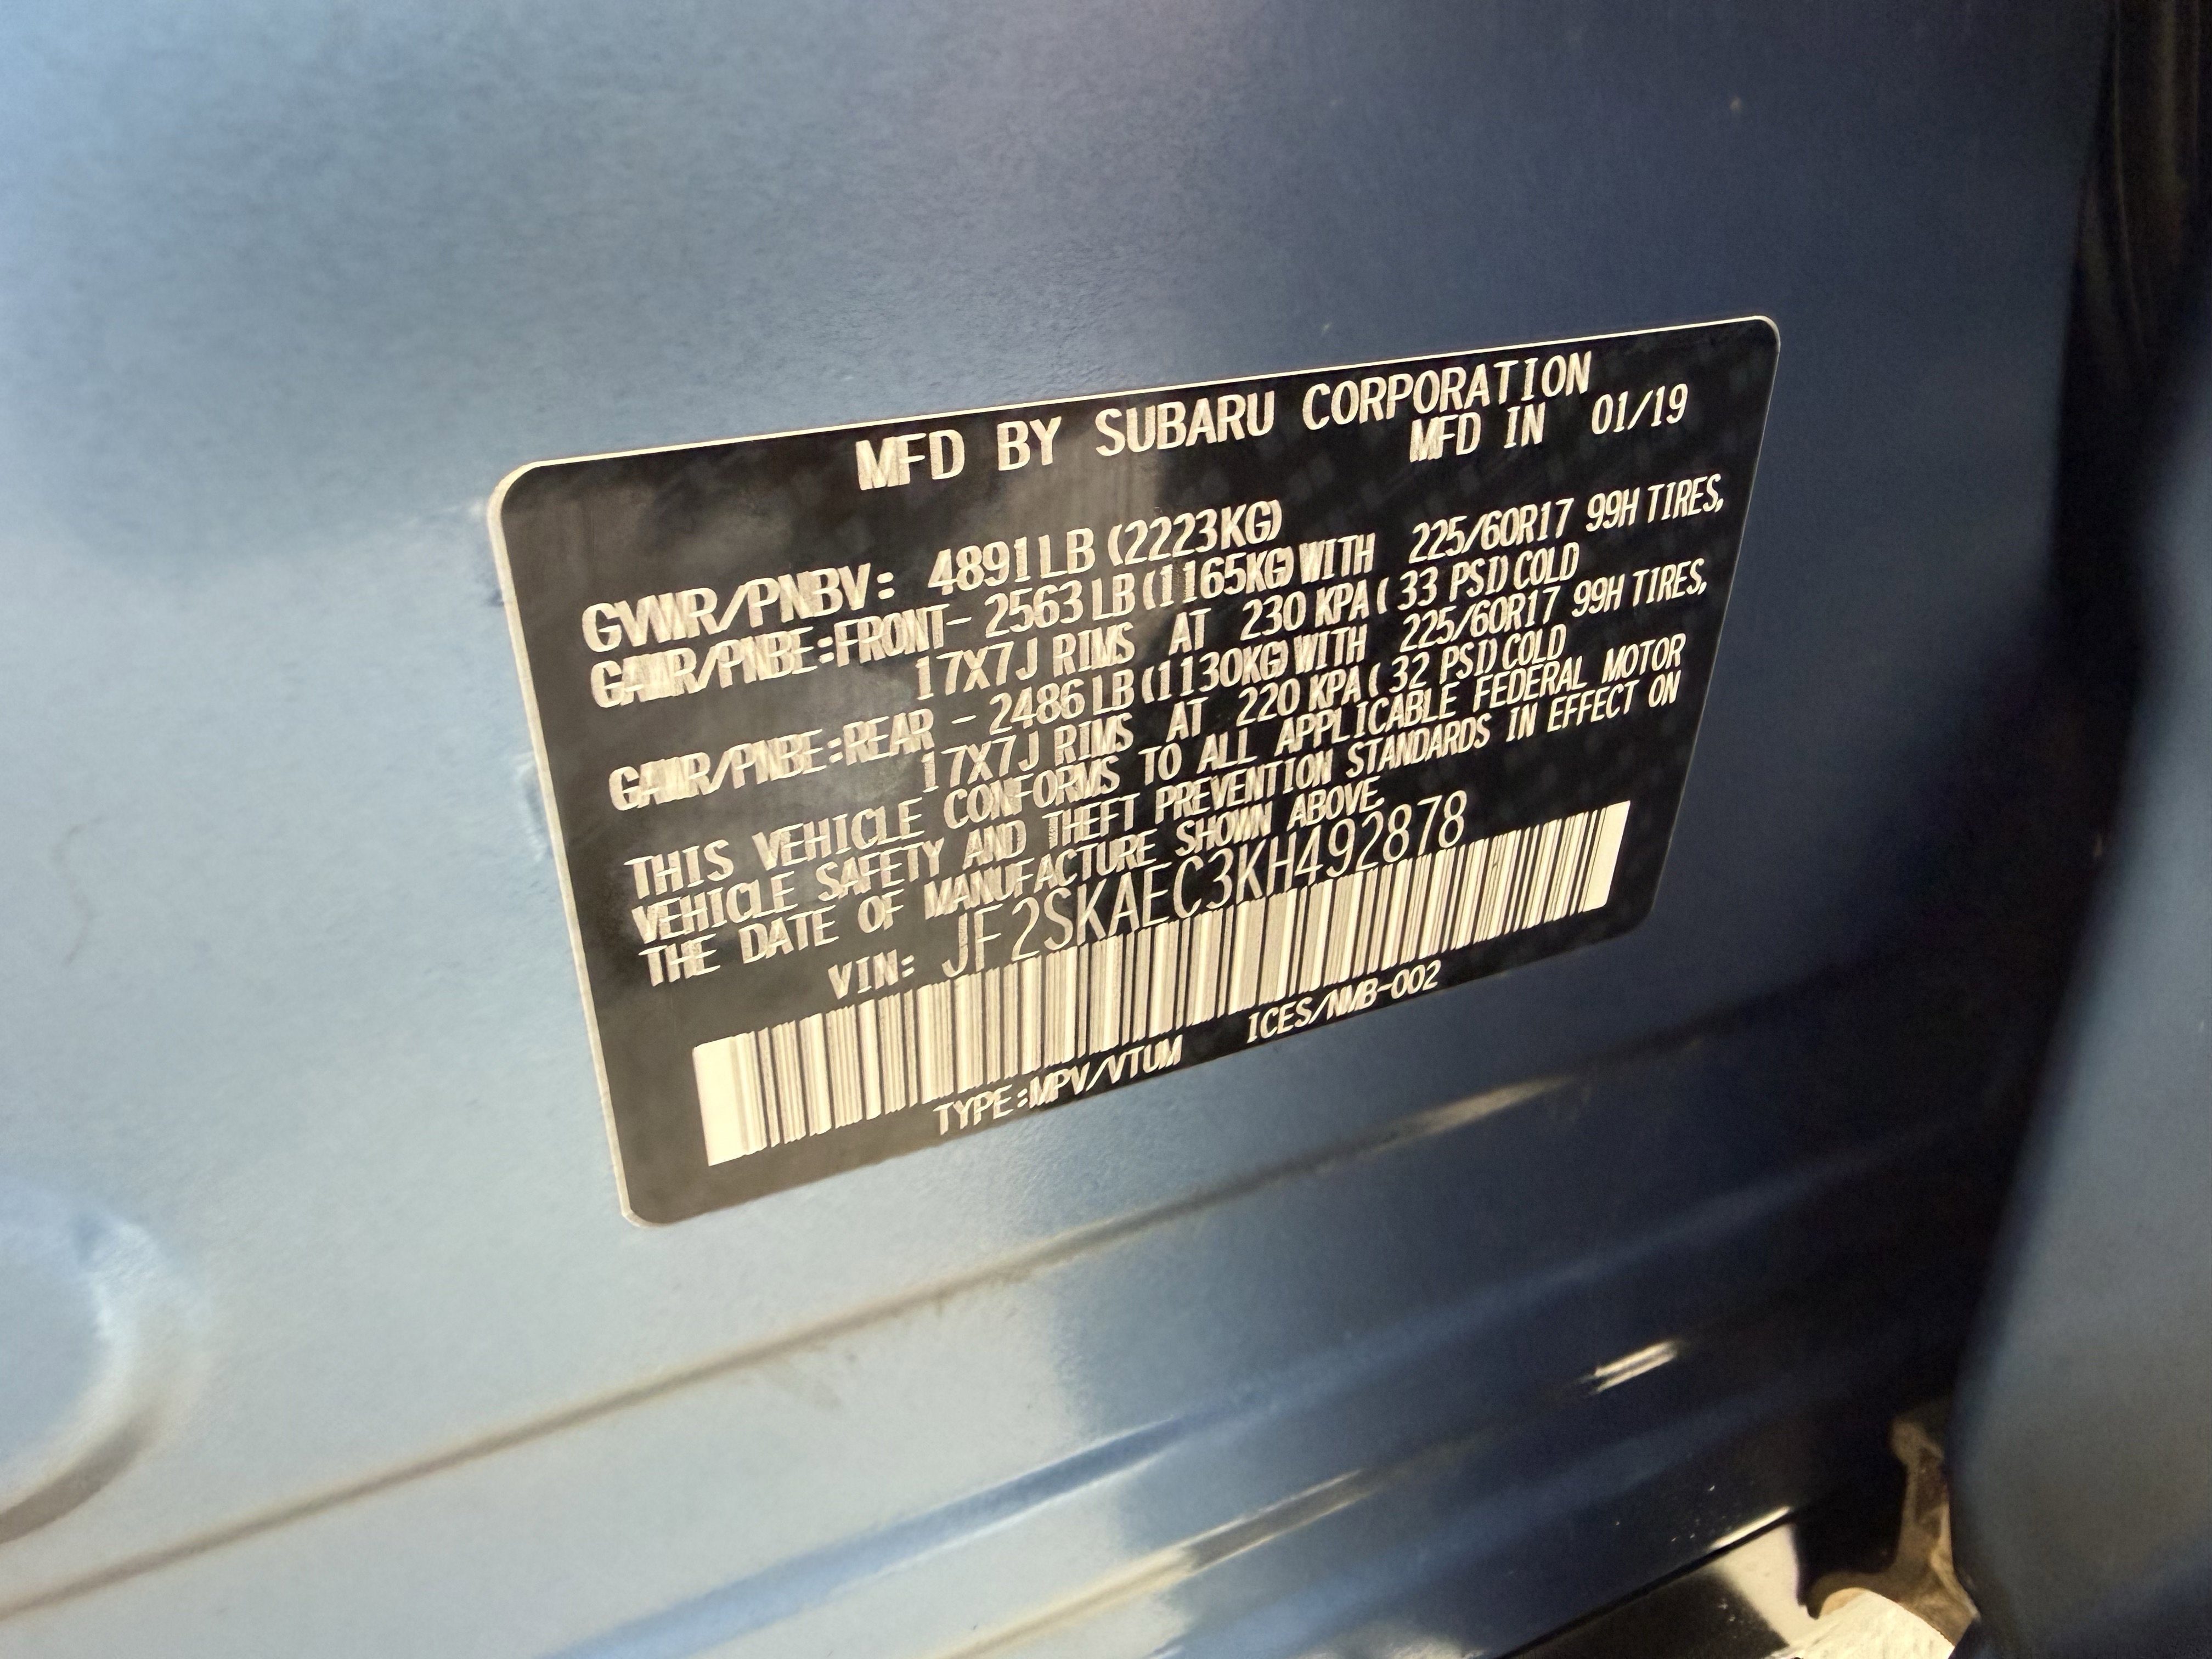 MFD BY SUBARU CORPORATION
MFD IN 01/19
GVWR/PNBV: 4891LB (2223KG)
GAWR/PNBE:FRONT- 2563LB (1165KG) WITH 225/60R17 99H TIRES,
17X7J RIMS AT 230 KPA ( 33 PSI) COLD
GAWR/PNBE:REAR - 2486LB (1130KG) WITH 225/60R17 99H TIRES,
17X7J RIMS AT 220 KPA ( 32 PSI) COLD
THIS VEHICLE CONFORMS TO ALL APPLICABLE FEDERAL MOTOR
VEHICLE SAFETY AND THEFT PREVENTION STANDARDS IN EFFECT ON
THE DATE OF MANUFACTURE SHOWN ABOVE.
VIN: JF2SKAEC3KH492878
TYPE:MPV/VTUM ICES/NMB-002